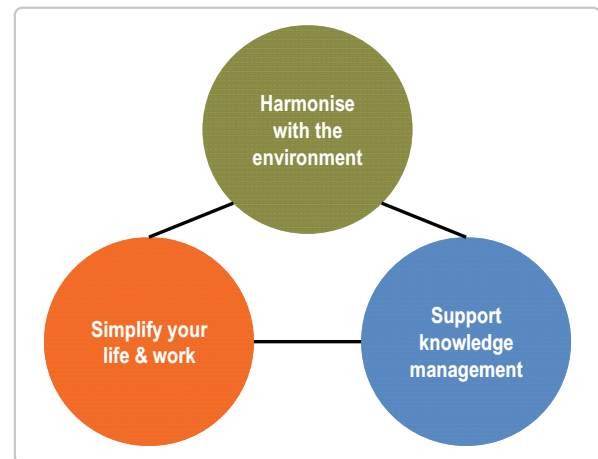 Harmonise
with the
environment
Simplify your
life & work
Support
knowledge
management